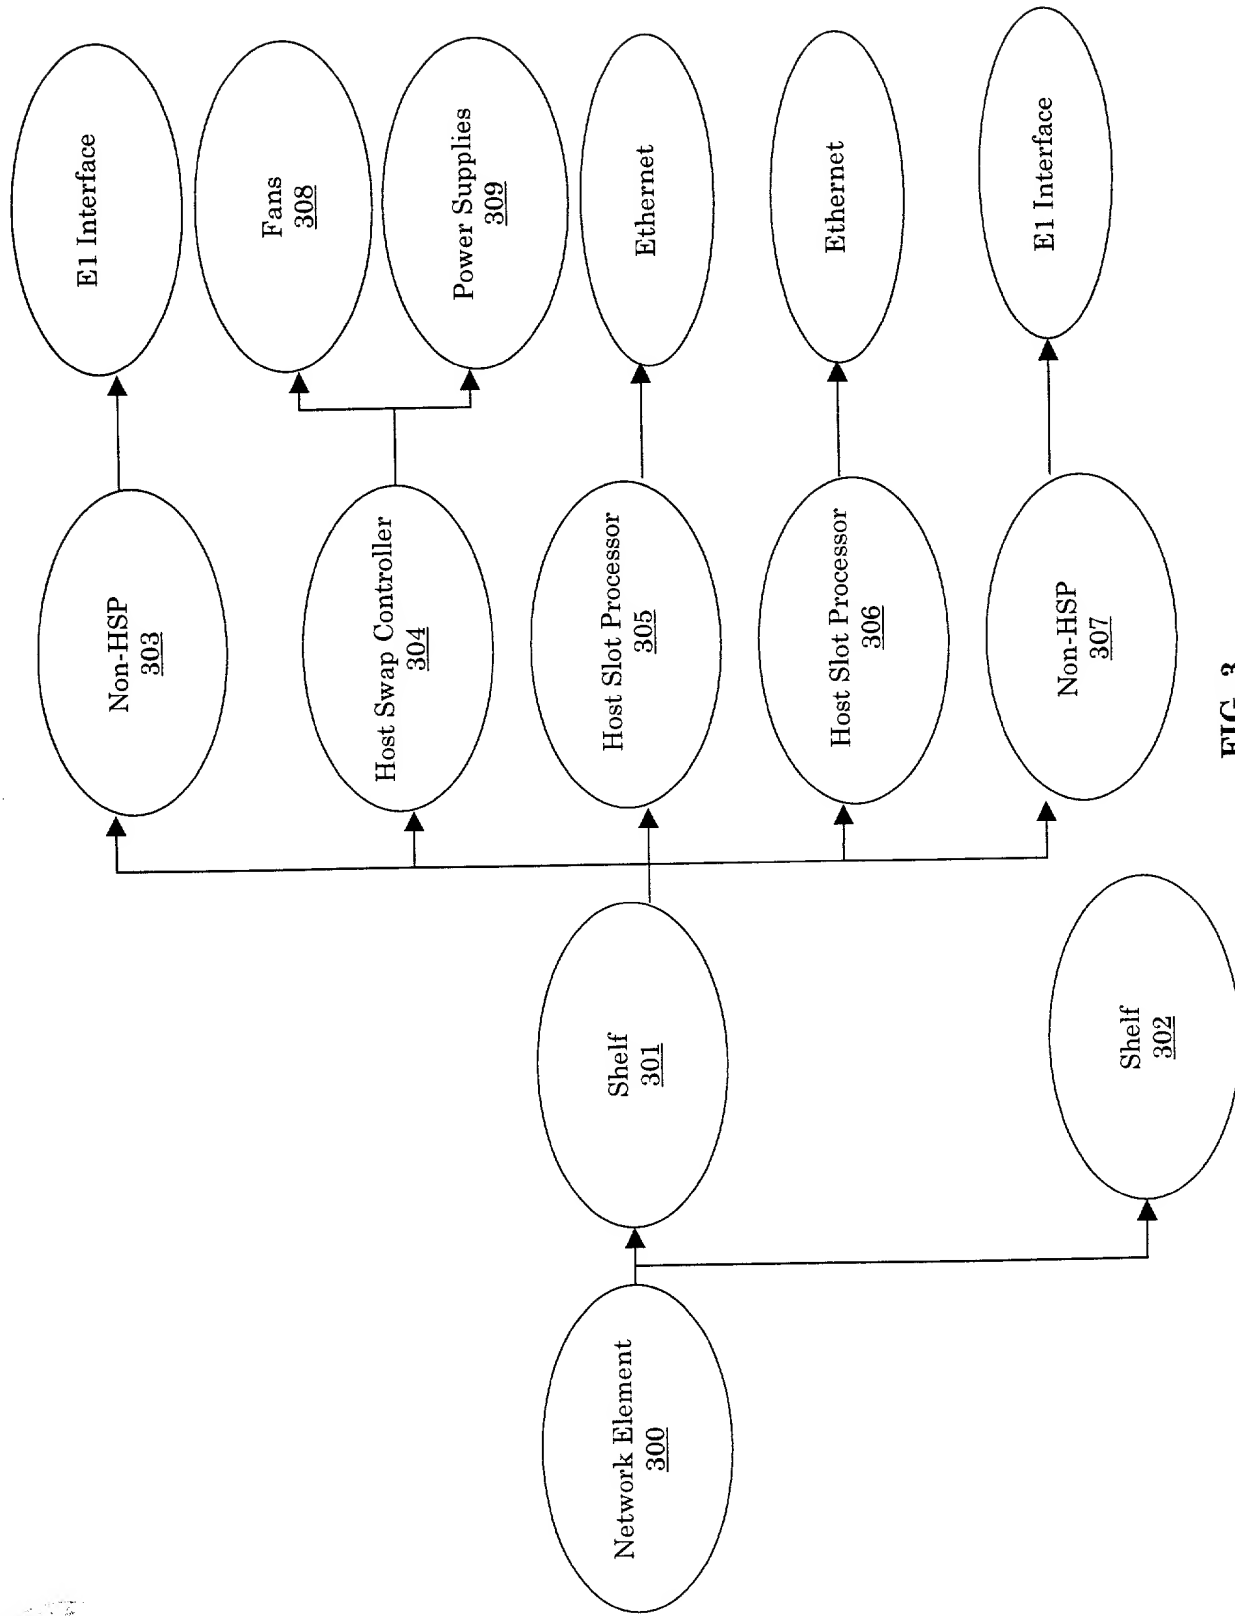 E1 Interface
Fans
308
Power Supplies
309
Ethernet
Ethernet
E1 Interface
Non-HSP
303
Host Swap Controller
304
Host Slot Processor
305
Host Slot Processor
306
Non-HSP
307
Shelf
301
Shelf
302
Network Element
300
FIG. 3